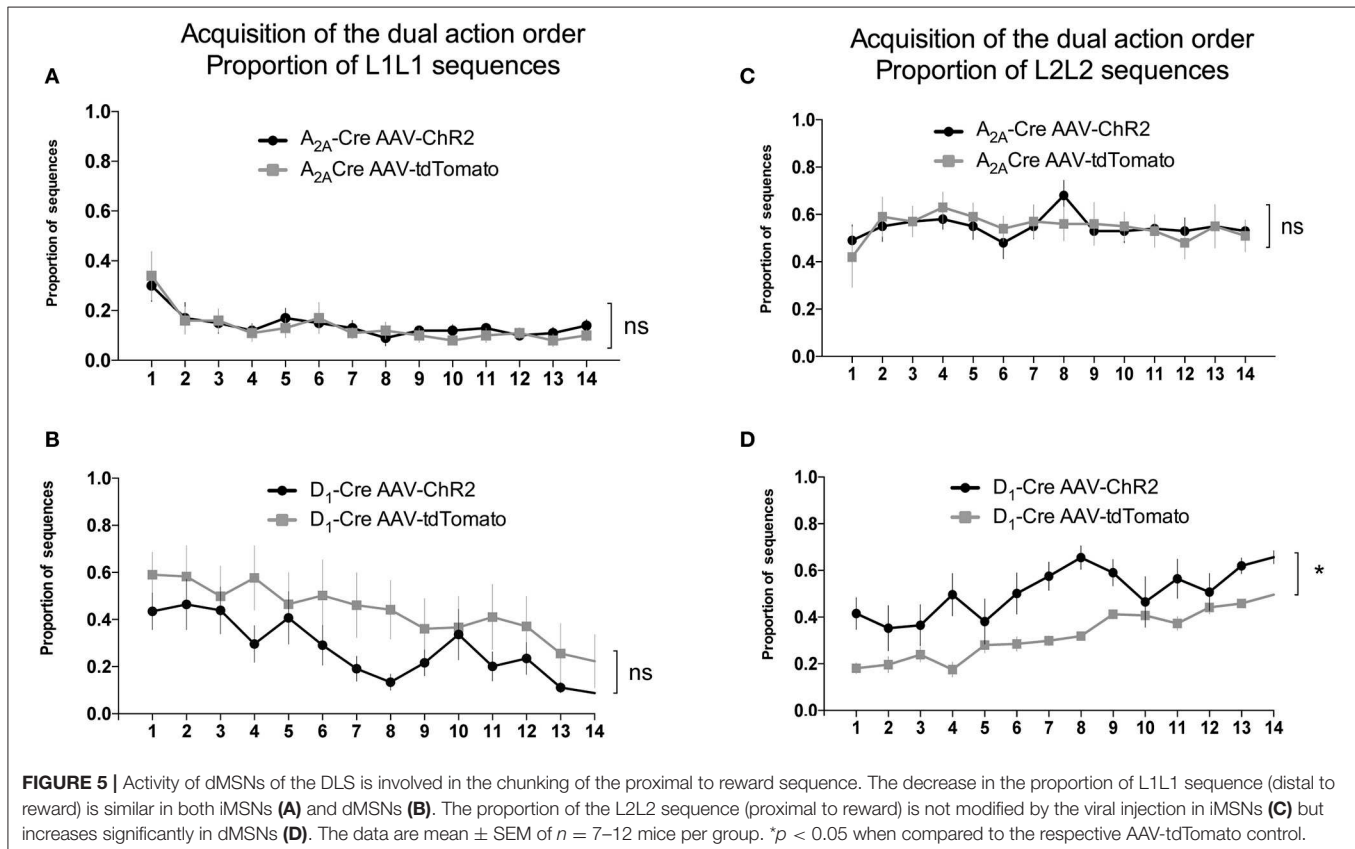 Acquisition of the dual action order
Proportion of L1L1 sequences
A
Proportion of sequences
1.0
0.8
0.6
0.4
0.2
0.0
A2A-Cre AAV-ChR2
A2ACre AAV-tdTomato
ns
1 2 3 4 5 6 7 8 9 10 11 12 13 14
Acquisition of the dual action order
Proportion of L2L2 sequences
C
Proportion of sequences
1.0
0.8
0.6
0.4
0.2
0.0
A2A-Cre AAV-ChR2
A2ACre AAV-tdTomato
ns
1 2 3 4 5 6 7 8 9 10 11 12 13 14
B
Proportion of sequences
1.0
0.8
0.6
0.4
0.2
0.0
D1-Cre AAV-ChR2
D1-Cre AAV-tdTomato
ns
1 2 3 4 5 6 7 8 9 10 11 12 13 14
D
Proportion of sequences
1.0
0.8
0.6
0.4
0.2
0.0
D1-Cre AAV-ChR2
D1-Cre AAV-tdTomato
*
1 2 3 4 5 6 7 8 9 10 11 12 13 14
FIGURE 5 | Activity of dMSNs of the DLS is involved in the chunking of the proximal to reward sequence. The decrease in the proportion of L1L1 sequence (distal to
reward) is similar in both iMSNs (A) and dMSNs (B). The proportion of the L2L2 sequence (proximal to reward) is not modified by the viral injection in iMSNs (C) but
increases significantly in dMSNs (D). The data are mean ± SEM of n = 7–12 mice per group. *p < 0.05 when compared to the respective AAV-tdTomato control.